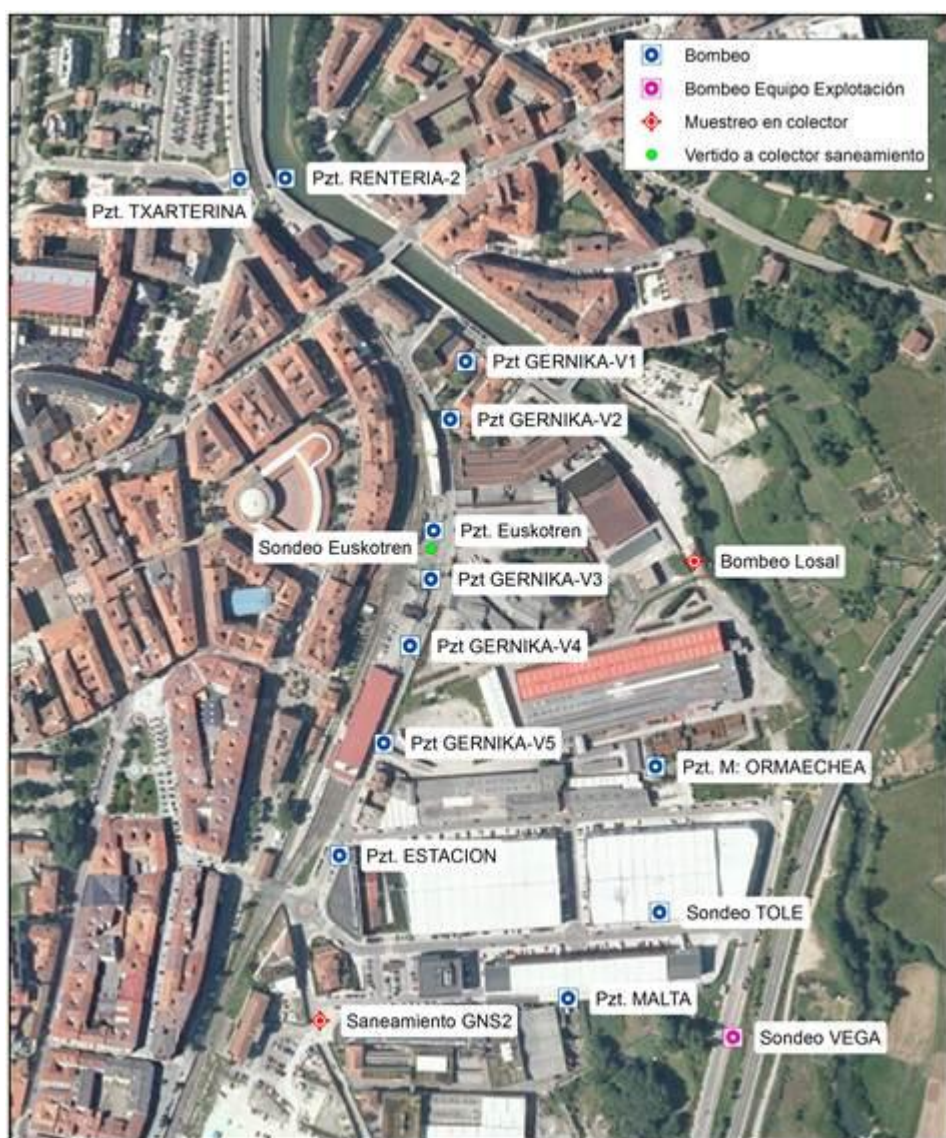 Bombeo
Bombeo Equipo Explotación
Muestreo en colector
Vertido a colector saneamiento
Pzt. RENTERIA-2
Pzt. TXARTERINA
Pzt GERNIKA-V1
Pzt GERNIKA-V2
Pzt. Euskotren
Sondeo Euskotren
Bombeo Losal
Pzt GERNIKA-V3
Pzt GERNIKA-V4
Pzt GERNIKA-V5
Pzt. M: ORMAECHEA
Pzt. ESTACION
Sondeo TOLE
Pzt. MALTA
Saneamiento GNS2
Sondeo VEGA